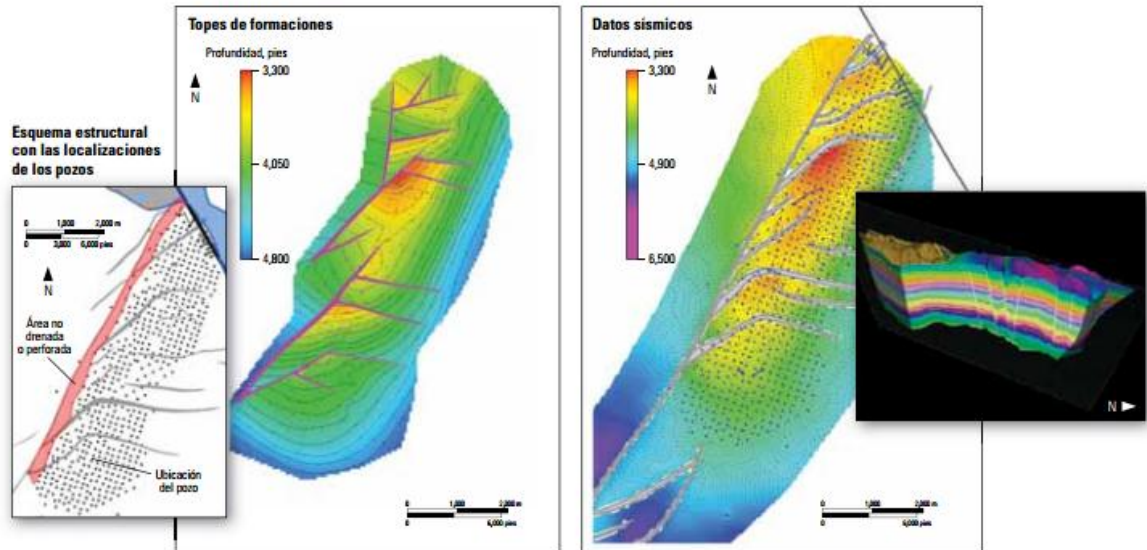 Topes de formaciones
Profundidad, pies
3,300
4,050
4,800
N
0 1,000 2,000 m
0 6,000 pies
Datos sísmicos
Profundidad, pies
3,300
4,900
6,500
N
0 1,000 2,000 m
0 6,000 pies
Esquema estructural
con las localizaciones
de los pozos
0 1,000 2,000 m
0 3,000 6,000 pies
N
Área no
drenada
o perforada
Ubicación
del pozo
N